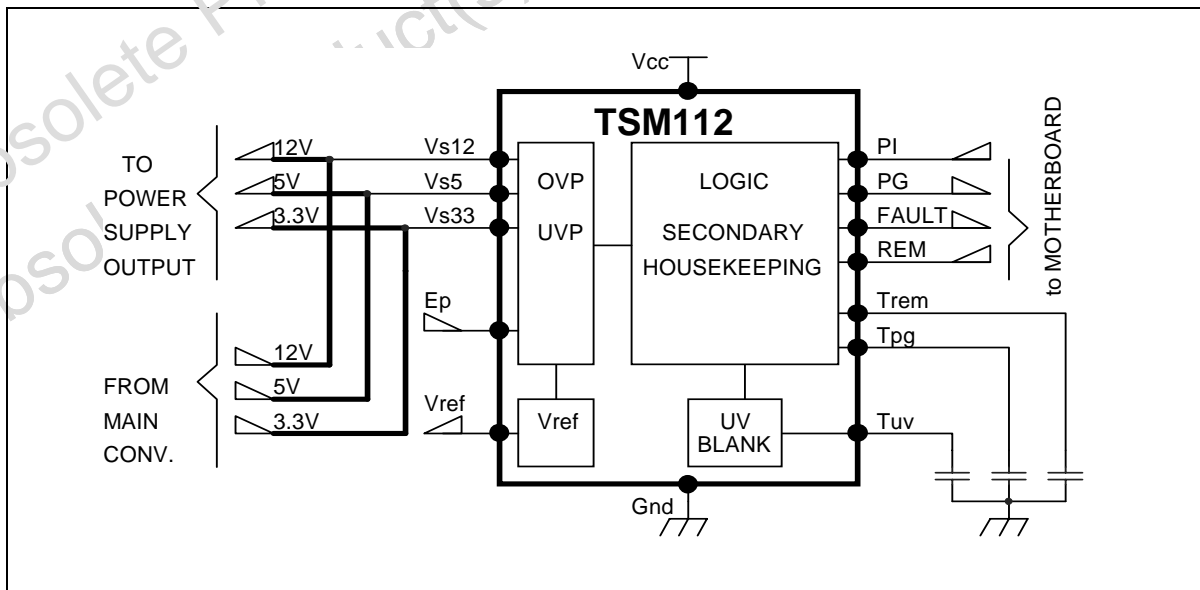 Vcc
TSM112
TO
POWER
SUPPLY
OUTPUT
12V
5V
3.3V
Vs12
Vs5
Vs33
OVP
UVP
LOGIC
SECONDARY
HOUSEKEEPING
PI
PG
FAULT
REM
to MOTHERBOARD
Ep
Trem
Tpg
FROM
MAIN
CONV.
12V
5V
3.3V
Vref
Vref
UV
BLANK
Tuv
Gnd